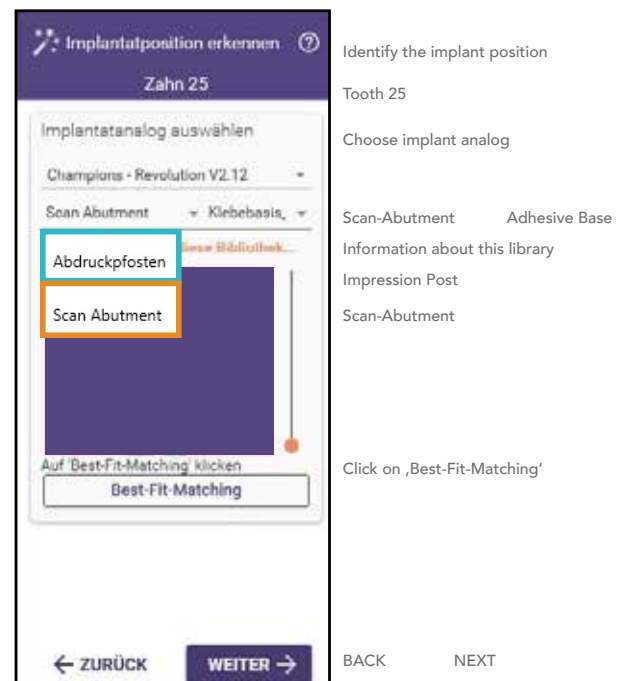 Implantatposition erkennen ?
Identify the implant position
Zahn 25
Tooth 25
Implantatanalog auswählen
Choose implant analog
Champions - Revolution V2.12
Scan Abutment Klebebasis,
Scan-Abutment Adhesive Base
diese Bibliothek...
Information about this library
Abdruckpfosten
Impression Post
Scan Abutment
Scan-Abutment
Auf 'Best-Fit-Matching' klicken
Click on ‚Best-Fit-Matching‘
Best-Fit-Matching
← ZURÜCK WEITER →
BACK NEXT